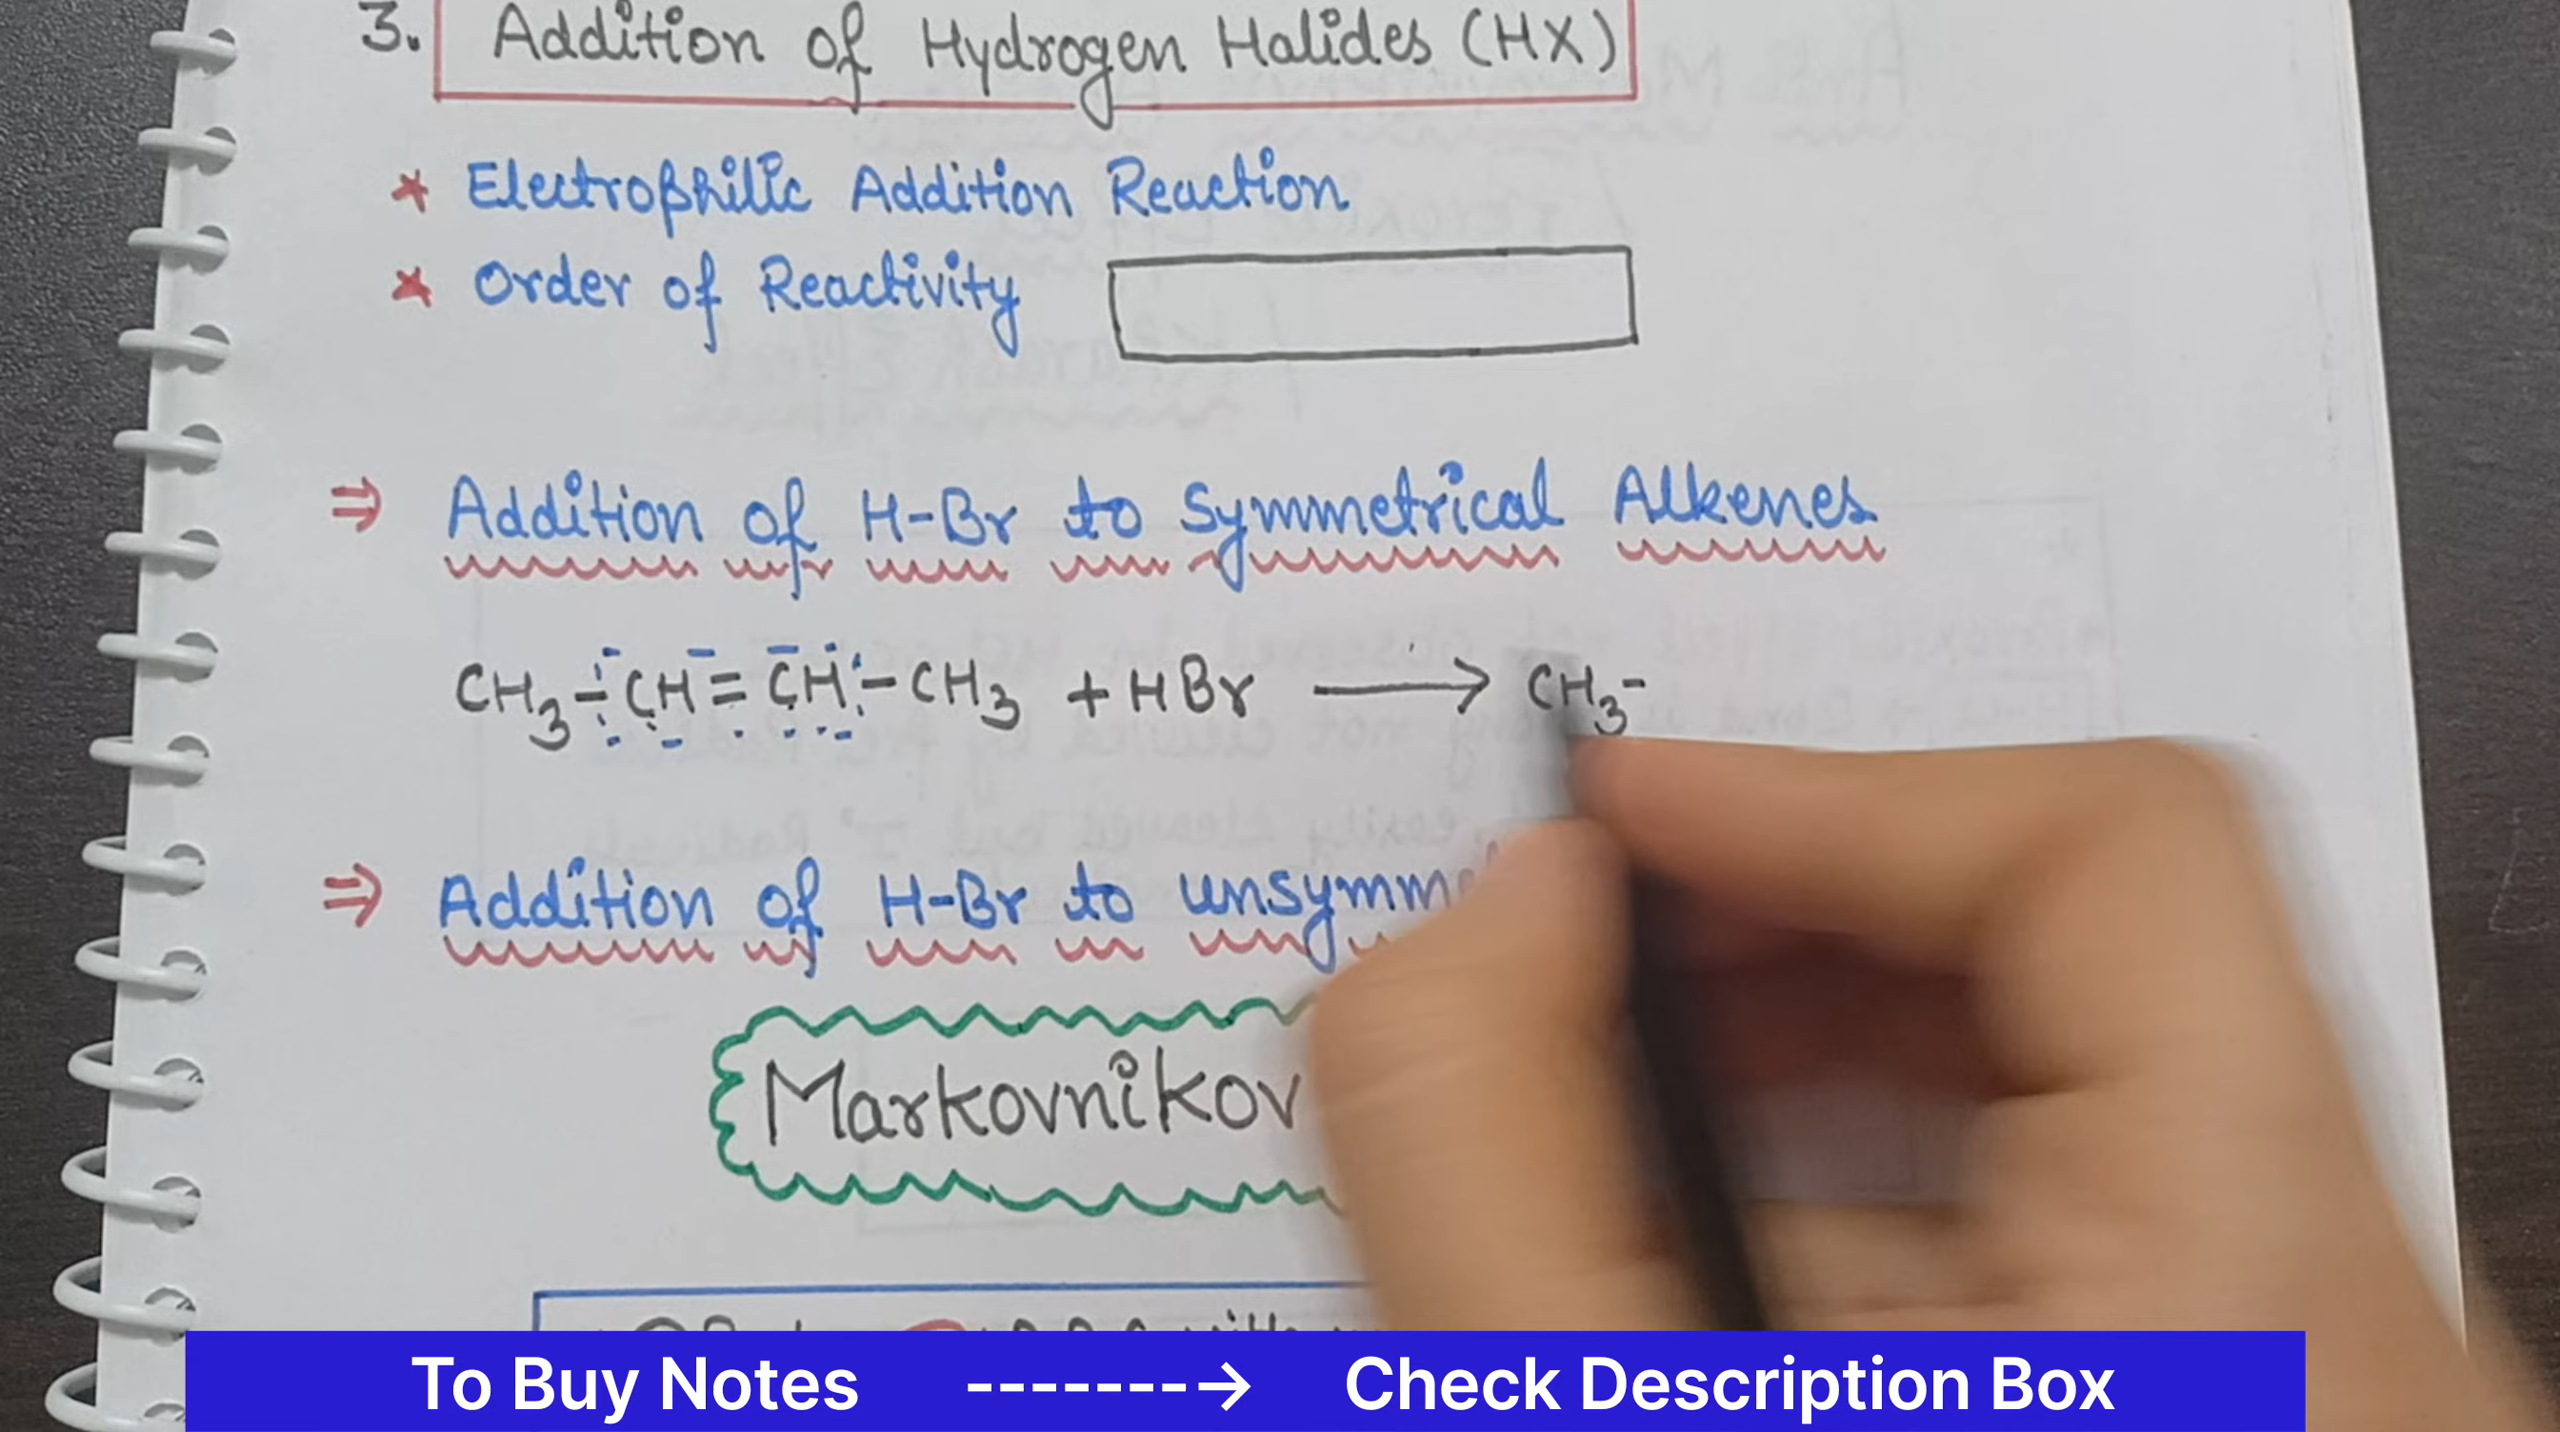 3. Addition of Hydrogen Halides (HX)
* Electrophilic Addition Reaction
* Order of Reactivity
⇒ Addition of H-Br to Symmetrical Alkenes
CH₃-CH=CH-CH₃ + HBr ⟶ CH₃-
⇒ Addition of H-Br to unsymme
Markovnikov
To Buy Notes -------→ Check Description Box